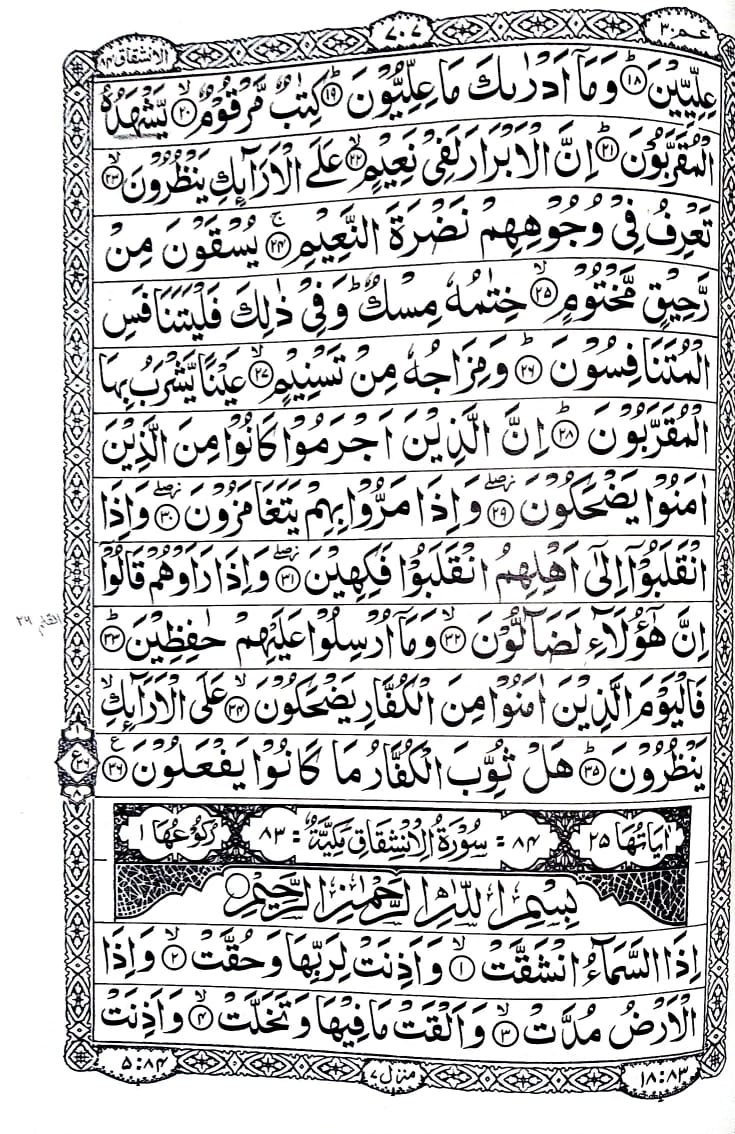 عم ٣٠
٧٠٧
الانشقاق ٨٤
عِلِّيِّيْنَ ۟ؕ١٨ وَمَاۤ اَدْرٰىكَ مَا عِلِّيُّوْنَ ؕ١٩ كِتٰبٌ مَّرْقُوْمٌ ۙ٢٠ يَّشْهَدُهُ
الْمُقَرَّبُوْنَ ؕ٢١ اِنَّ الْاَبْرَارَ لَفِيْ نَعِيْمٍ ۙ٢٢ عَلَى الْاَرَآئِكِ يَنْظُرُوْنَ ۙ٢٣
تَعْرِفُ فِيْ وُجُوْهِهِمْ نَضْرَةَ النَّعِيْمِ ۚ٢٤ يُسْقَوْنَ مِنْ
رَّحِيْقٍ مَّخْتُوْمٍ ۙ٢٥ خِتٰمُهٗ مِسْكٌ ؕ وَفِيْ ذٰلِكَ فَلْيَتَنَافَسِ
الْمُتَنَافِسُوْنَ ؕ٢٦ وَمِزَاجُهٗ مِنْ تَسْنِيْمٍ ۙ٢٧ عَيْنًا يَّشْرَبُ بِهَا
الْمُقَرَّبُوْنَ ؕ٢٨ اِنَّ الَّذِيْنَ اَجْرَمُوْا كَانُوْا مِنَ الَّذِيْنَ
اٰمَنُوْا يَضْحَكُوْنَ ٢٩ وَاِذَا مَرُّوْا بِهِمْ يَتَغَامَزُوْنَ ٣٠ وَاِذَا
انْقَلَبُوْۤا اِلٰۤى اَهْلِهِمُ انْقَلَبُوْا فَكِهِيْنَ ٣١ وَاِذَا رَاَوْهُمْ قَالُوْۤا
اِنَّ هٰۤؤُلَآءِ لَضَآلُّوْنَ ۙ٣٢ وَمَاۤ اُرْسِلُوْا عَلَيْهِمْ حٰفِظِيْنَ ؕ٣٣
القلم ٢٦
فَالْيَوْمَ الَّذِيْنَ اٰمَنُوْا مِنَ الْكُفَّارِ يَضْحَكُوْنَ ۙ٣٤ عَلَى الْاَرَآئِكِ ۙ
يَنْظُرُوْنَ ؕ٣٥ هَلْ ثُوِّبَ الْكُفَّارُ مَا كَانُوْا يَفْعَلُوْنَ ٣٦ ع
١
٣٦
٨
اٰيَاتُهَا ٢٥ ٨٤ = سُوْرَةُ الْاِنْشِقَاقِ مَكِّيَّةٌ = ٨٣ رُكُوْعُهَا ١
بِسْمِ اللّٰهِ الرَّحْمٰنِ الرَّحِيْمِ
اِذَا السَّمَآءُ انْشَقَّتْ ۙ١ وَاَذِنَتْ لِرَبِّهَا وَحُقَّتْ ۙ٢ وَاِذَا
الْاَرْضُ مُدَّتْ ۙ٣ وَاَلْقَتْ مَا فِيْهَا وَتَخَلَّتْ ۙ٤ وَاَذِنَتْ
١٨:٨٣
منزل ٧
٥:٨٤